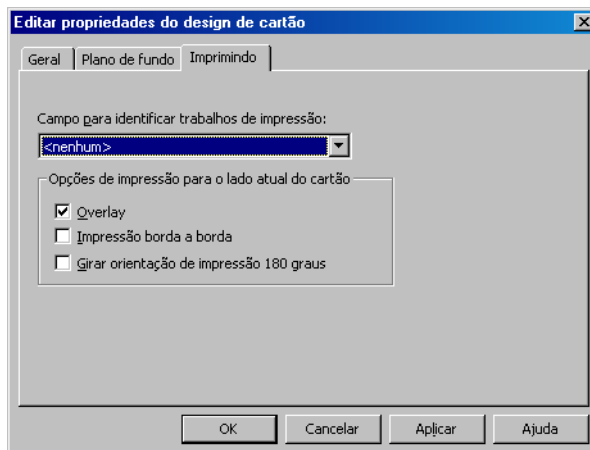 Editar propriedades do design de cartão
Geral Plano de fundo Imprimindo
Campo para identificar trabalhos de impressão:
<nenhum>
Opções de impressão para o lado atual do cartão
Overlay
Impressão borda a borda
Girar orientação de impressão 180 graus
OK Cancelar Aplicar Ajuda